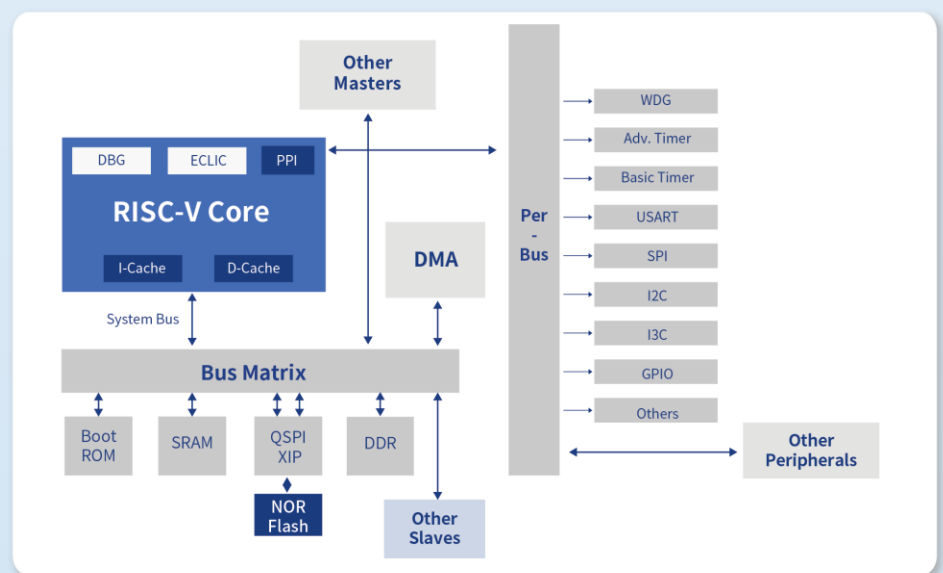 Other
Masters
DBG
ECLIC
PPI
RISC-V Core
I-Cache
D-Cache
System Bus
DMA
Bus Matrix
Boot
ROM
SRAM
QSPI
XIP
DDR
NOR
Flash
Other
Slaves
Per
-
Bus
WDG
Adv. Timer
Basic Timer
USART
SPI
I2C
I3C
GPIO
Others
Other
Peripherals